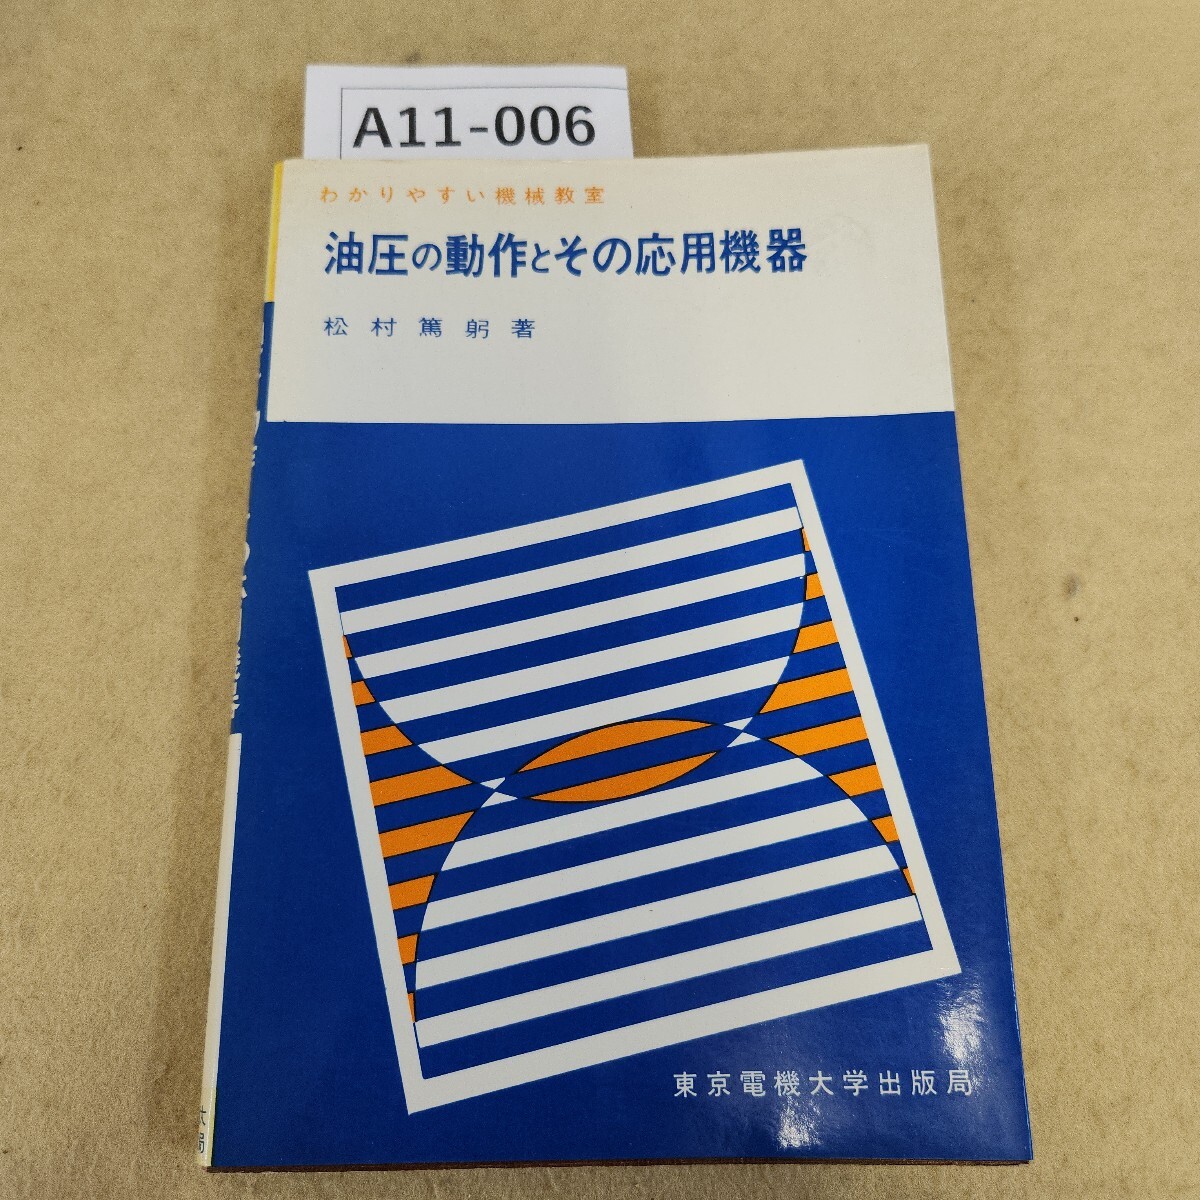 A11-006
わかりやすい機械教室
油圧の動作とその応用機器
松村篤躬著
東京電機大学出版局